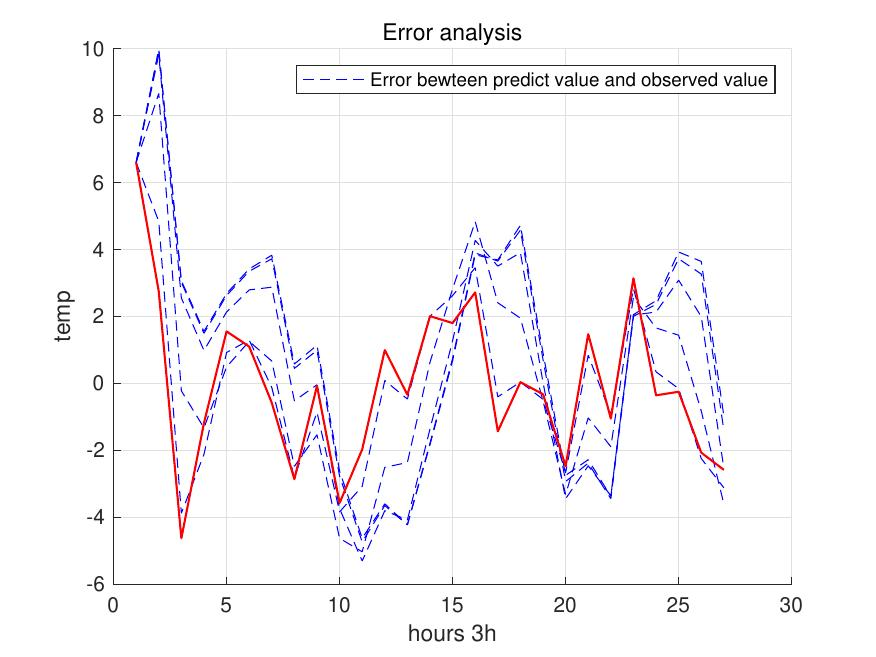 Error analysis
Error bewteen predict value and observed value
10
8
6
4
2
0
-2
-4
-6
temp
0 5 10 15 20 25 30
hours 3h